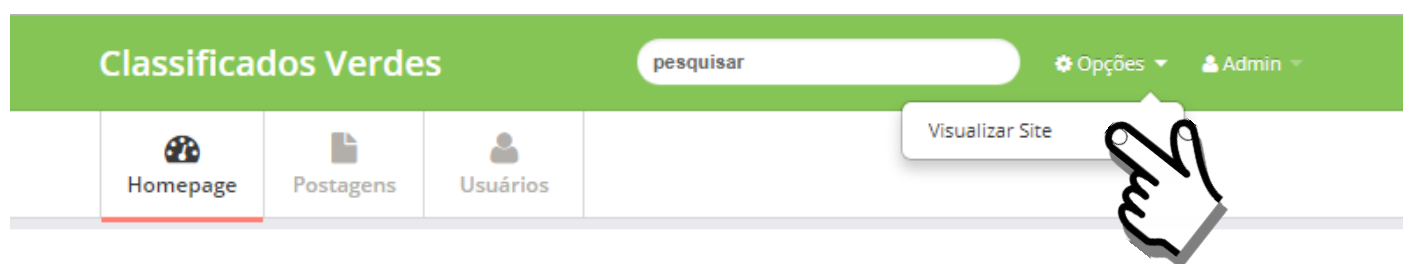 Classificados Verdes
pesquisar
Opções
Admin
Visualizar Site
Homepage
Postagens
Usuários